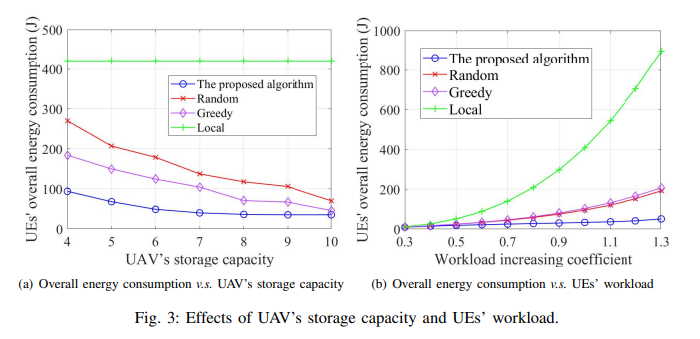 UEs' overall energy consumption (J)
500
400
300
200
100
0
4 5 6 7 8 9 10
UAV's storage capacity
The proposed algorithm
Random
Greedy
Local
(a) Overall energy consumption v.s. UAV's storage capacity
UEs' overall energy consumption (J)
1000
800
600
400
200
0
0.3 0.5 0.7 0.9 1.1 1.3
Workload increasing coefficient
The proposed algorithm
Random
Greedy
Local
(b) Overall energy consumption v.s. UEs' workload
Fig. 3: Effects of UAV's storage capacity and UEs' workload.